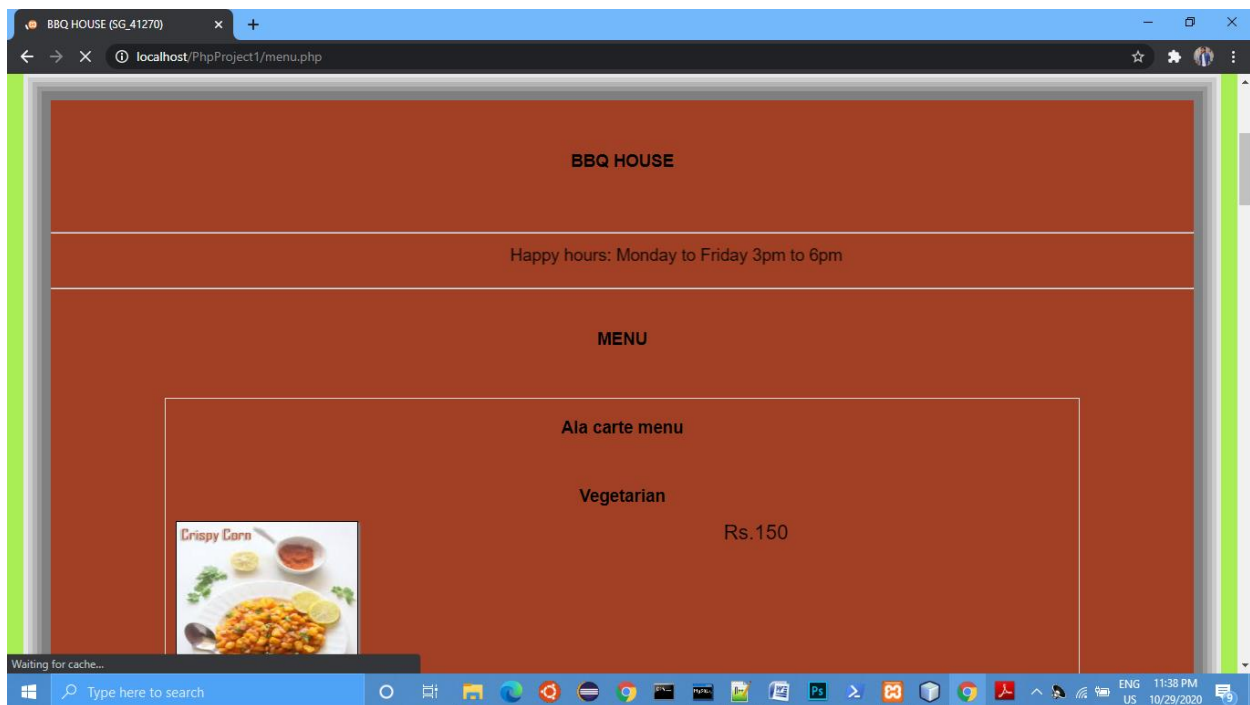 BBQ HOUSE (SG_41270)
localhost/PhpProject1/menu.php
BBQ HOUSE
Happy hours: Monday to Friday 3pm to 6pm
MENU
Ala carte menu
Vegetarian
Crispy Corn
Rs.150
Waiting for cache...
Type here to search
Ps
ENG
US
11:38 PM
10/29/2020
9